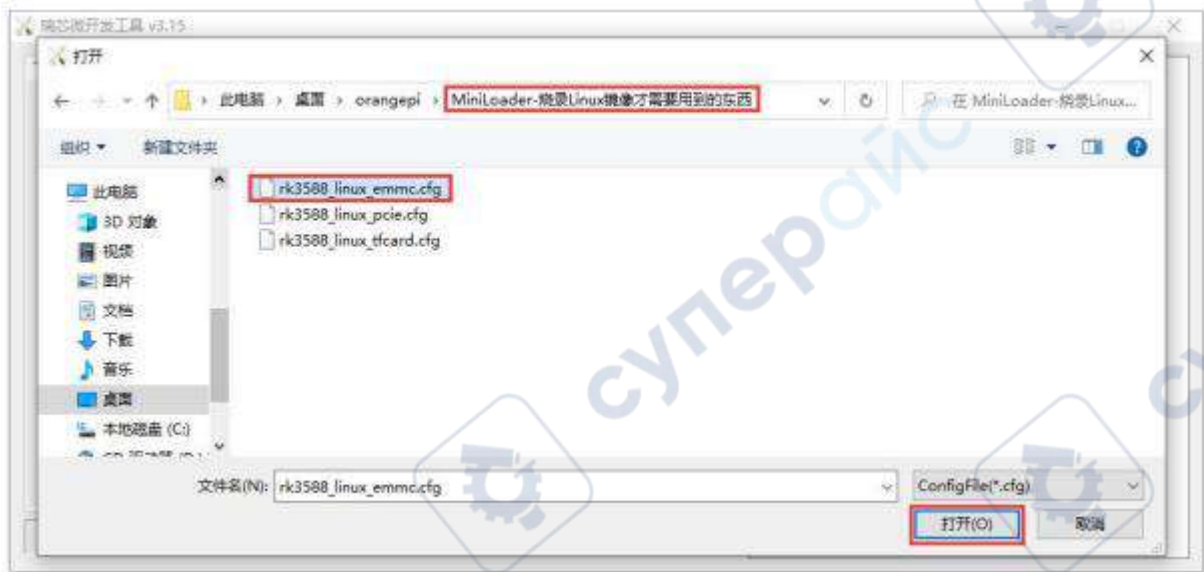 瑞芯微开发工具 v3.15
打开
此电脑 › 桌面 › orangepi › MiniLoader-烧录Linux镜像才需要用到的东西
在 MiniLoader-烧录Linux...
组织 新建文件夹
此电脑
3D 对象
视频
图片
文档
下载
音乐
桌面
本地磁盘 (C:)
rk3588_linux_emmc.cfg
rk3588_linux_pcie.cfg
rk3588_linux_tfcard.cfg
文件名(N): rk3588_linux_emmc.cfg
ConfigFile(*.cfg)
打开(O) 取消
суперайс